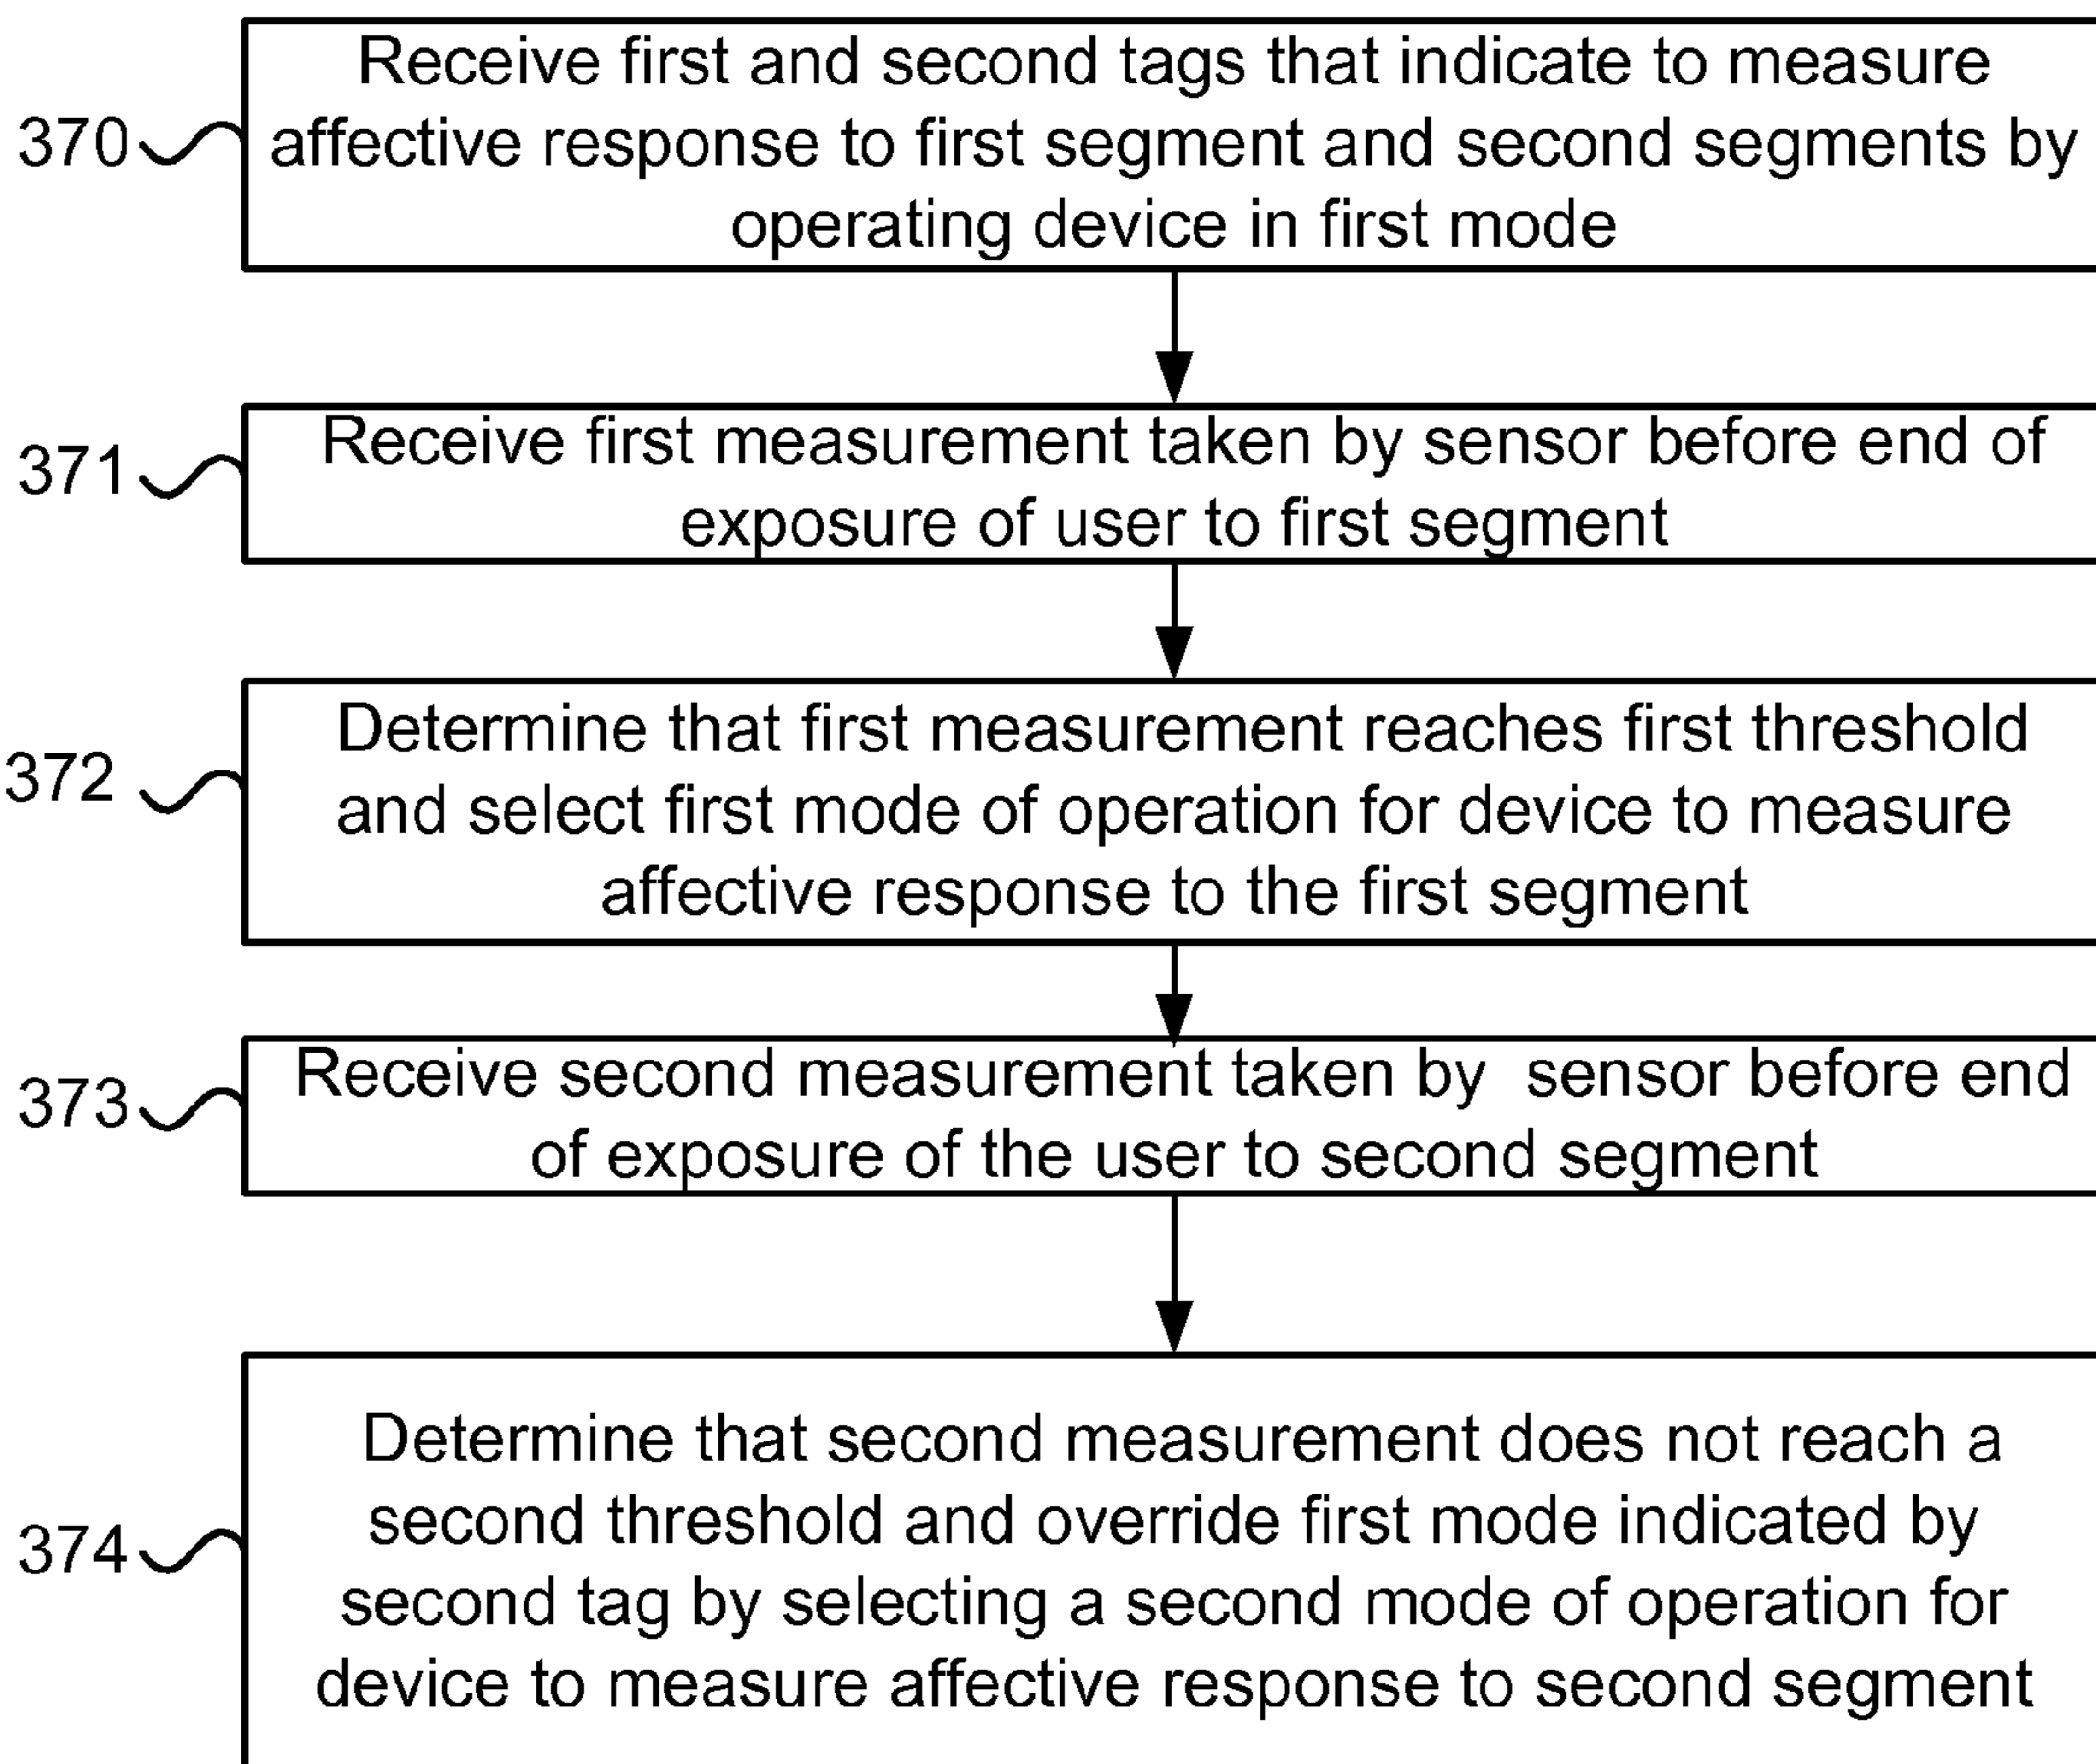 Receive first and second tags that indicate to measure
370 affective response to first segment and second segments by
operating device in first mode
Receive first measurement taken by sensor before end of
371
exposure of user to first segment
Determine that first measurement reaches first threshold
372 and select first mode of operation for device to measure
affective response to the first segment
Receive second measurement taken by sensor before end
373
of exposure of the user to second segment
Determine that second measurement does not reach a
second threshold and override first mode indicated by
374
second tag by selecting a second mode of operation for
device to measure affective response to second segment